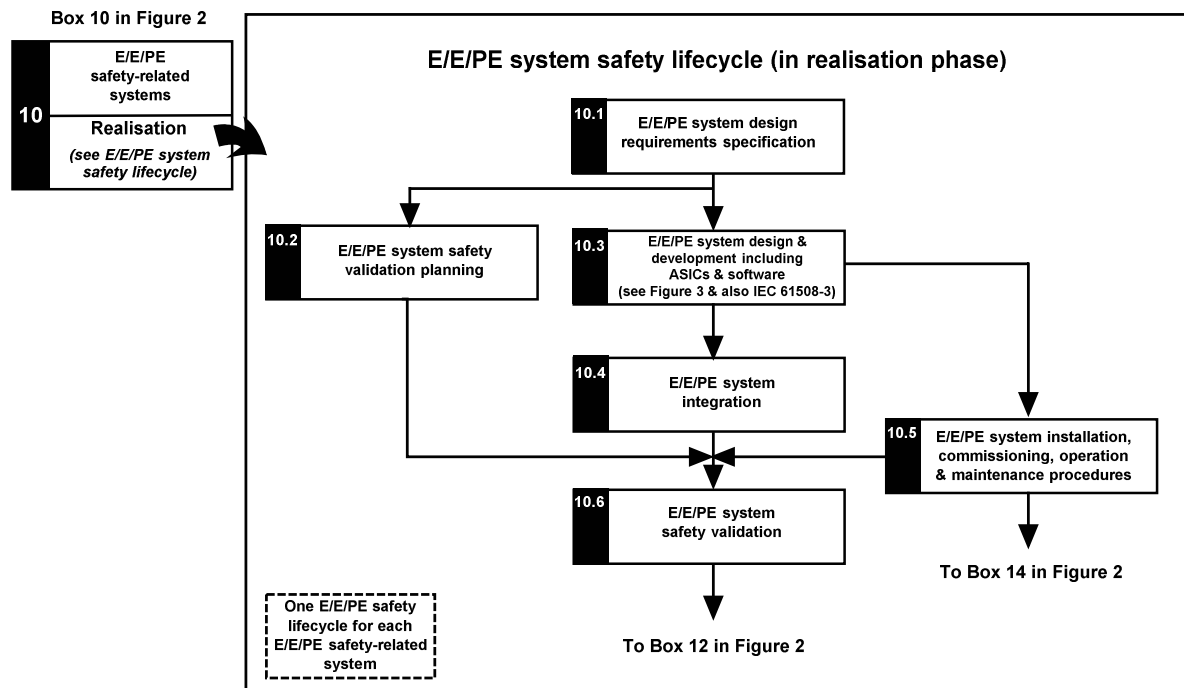 Box 10 in Figure 2
10
E/E/PE
safety-related
systems
Realisation
(see E/E/PE system
safety lifecycle)
E/E/PE system safety lifecycle (in realisation phase)
10.1
E/E/PE system design
requirements specification
10.2
E/E/PE system safety
validation planning
10.3
E/E/PE system design &
development including
ASICs & software
(see Figure 3 & also IEC 61508-3)
10.4
E/E/PE system
integration
10.5
E/E/PE system installation,
commissioning, operation
& maintenance procedures
10.6
E/E/PE system
safety validation
To Box 14 in Figure 2
One E/E/PE safety
lifecycle for each
E/E/PE safety-related
system
To Box 12 in Figure 2